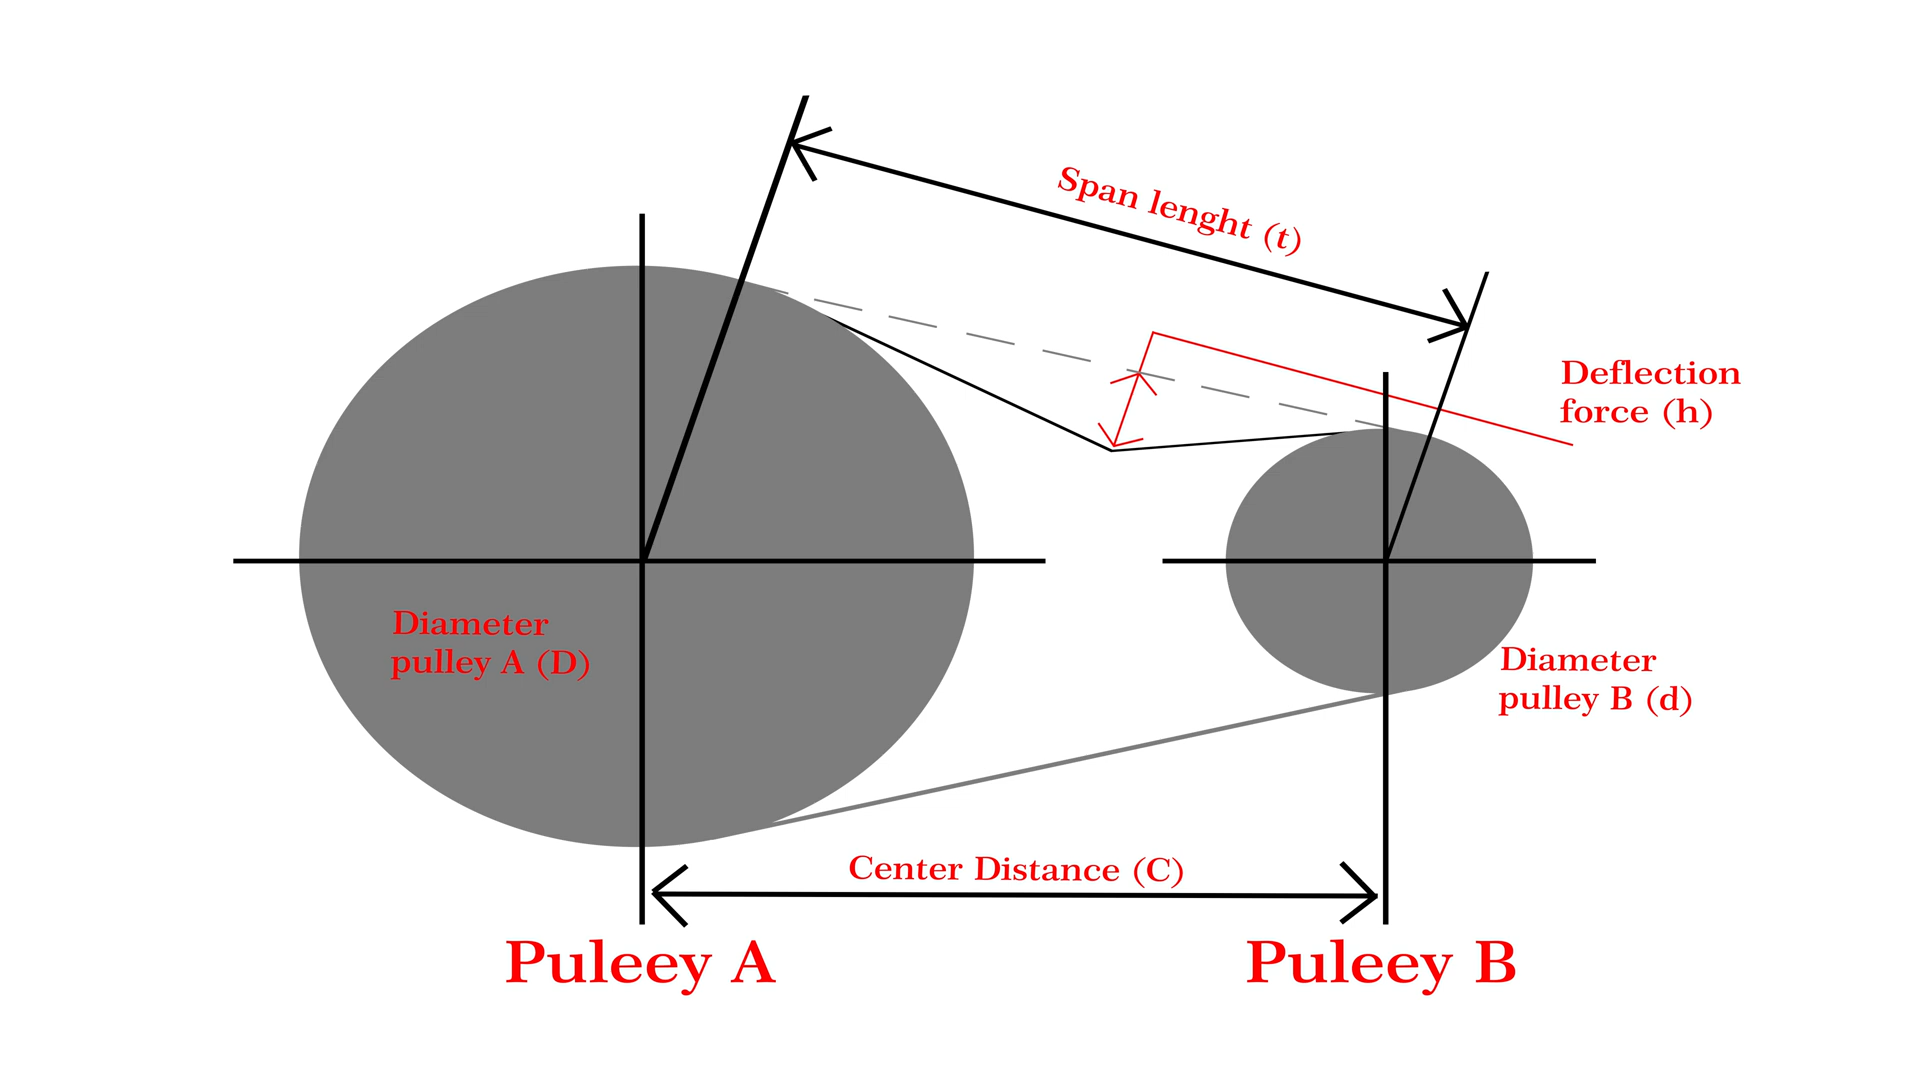 Span lenght (t)
Deflection
force (h)
Diameter
pulley A (D)
Diameter
pulley B (d)
Center Distance (C)
Puleey A
Puleey B